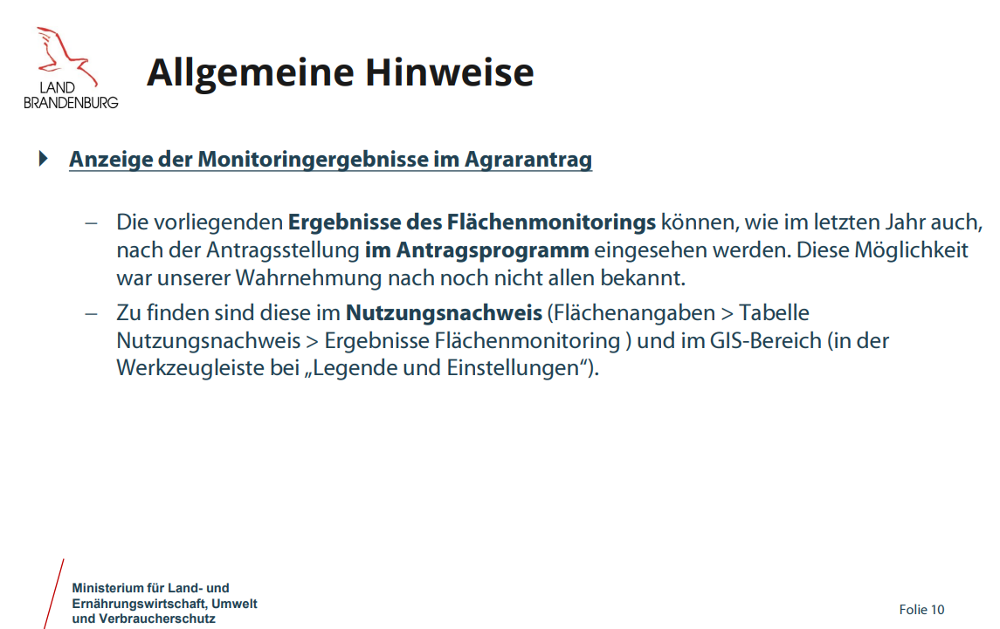 LAND
BRANDENBURG
Allgemeine Hinweise
Anzeige der Monitoringergebnisse im Agrarantrag
– Die vorliegenden Ergebnisse des Flächenmonitorings können, wie im letzten Jahr auch,
nach der Antragsstellung im Antragsprogramm eingesehen werden. Diese Möglichkeit
war unserer Wahrnehmung nach noch nicht allen bekannt.
– Zu finden sind diese im Nutzungsnachweis (Flächenangaben > Tabelle
Nutzungsnachweis > Ergebnisse Flächenmonitoring ) und im GIS-Bereich (in der
Werkzeugleiste bei „Legende und Einstellungen“).
Ministerium für Land- und
Ernährungswirtschaft, Umwelt
und Verbraucherschutz
Folie 10